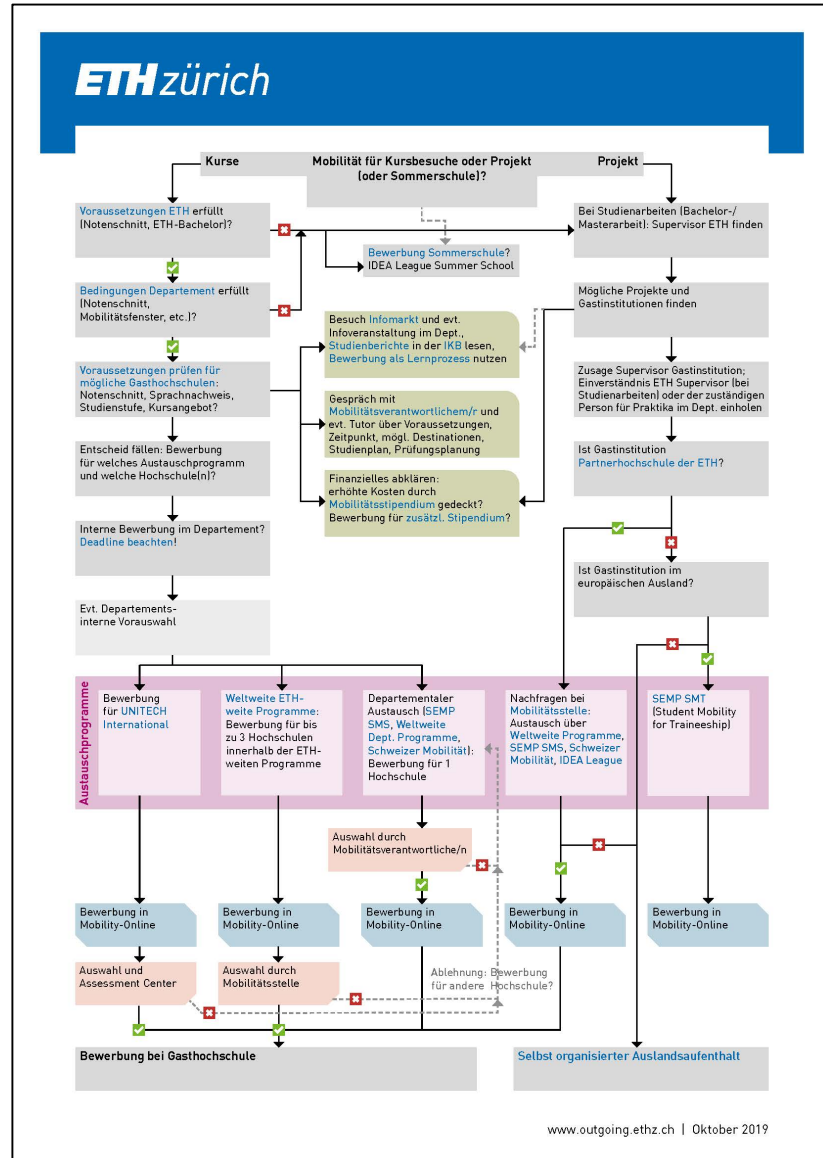 ETH zürich
Kurse
Mobilität für Kursbesuche oder Projekt
(oder Sommerschule)?
Projekt
Voraussetzungen ETH erfüllt
(Notenschnitt, ETH-Bachelor)?
Bei Studienarbeiten (Bachelor-/
Masterarbeit): Supervisor ETH finden
Bewerbung Sommerschule?
IDEA League Summer School
Bedingungen Departement erfüllt
(Notenschnitt,
Mobilitätsfenster, etc.)?
Mögliche Projekte und
Gastinstitutionen finden
Besuch Infomarkt und evt.
Infoveranstaltung im Dept.,
Studienberichte in der IKB lesen,
Bewerbung als Lernprozess nutzen
Voraussetzungen prüfen für
mögliche Gasthochschulen:
Notenschnitt, Sprachnachweis,
Studienstufe, Kursangebot?
Zusage Supervisor Gastinstitution;
Einverständnis ETH Supervisor (bei
Studienarbeiten) oder der zuständigen
Person für Praktika im Dept. einholen
Gespräch mit
Mobilitätsverantwortlichem/r und
evt. Tutor über Voraussetzungen,
Zeitpunkt, mögl. Destinationen,
Studienplan, Prüfungsplanung
Entscheid fällen: Bewerbung
für welches Austauschprogramm
und welche Hochschule(n)?
Ist Gastinstitution
Partnerhochschule der ETH?
Finanzielles abklären:
erhöhte Kosten durch
Mobilitätsstipendium gedeckt?
Bewerbung für zusätzl. Stipendium?
Interne Bewerbung im Departement?
Deadline beachten!
Ist Gastinstitution im
europäischen Ausland?
Evt. Departements-
interne Vorauswahl
Austauschprogramme
Bewerbung
für UNITECH
International
Weltweite ETH-
weite Programme:
Bewerbung für bis
zu 3 Hochschulen
innerhalb der ETH-
weiten Programme
Departementaler
Austausch (SEMP
SMS, Weltweite
Dept. Programme,
Schweizer Mobilität):
Bewerbung für 1
Hochschule
Nachfragen bei
Mobilitätsstelle:
Austausch über
Weltweite Programme,
SEMP SMS, Schweizer
Mobilität, IDEA League
SEMP SMT
(Student Mobility
for Traineeship)
Auswahl durch
Mobilitätsverantwortliche/n
Bewerbung in
Mobility-Online
Bewerbung in
Mobility-Online
Bewerbung in
Mobility-Online
Bewerbung in
Mobility-Online
Bewerbung in
Mobility-Online
Auswahl und
Assessment Center
Auswahl durch
Mobilitätsstelle
Ablehnung: Bewerbung
für andere Hochschule?
Bewerbung bei Gasthochschule
Selbst organisierter Auslandsaufenthalt
www.outgoing.ethz.ch | Oktober 2019